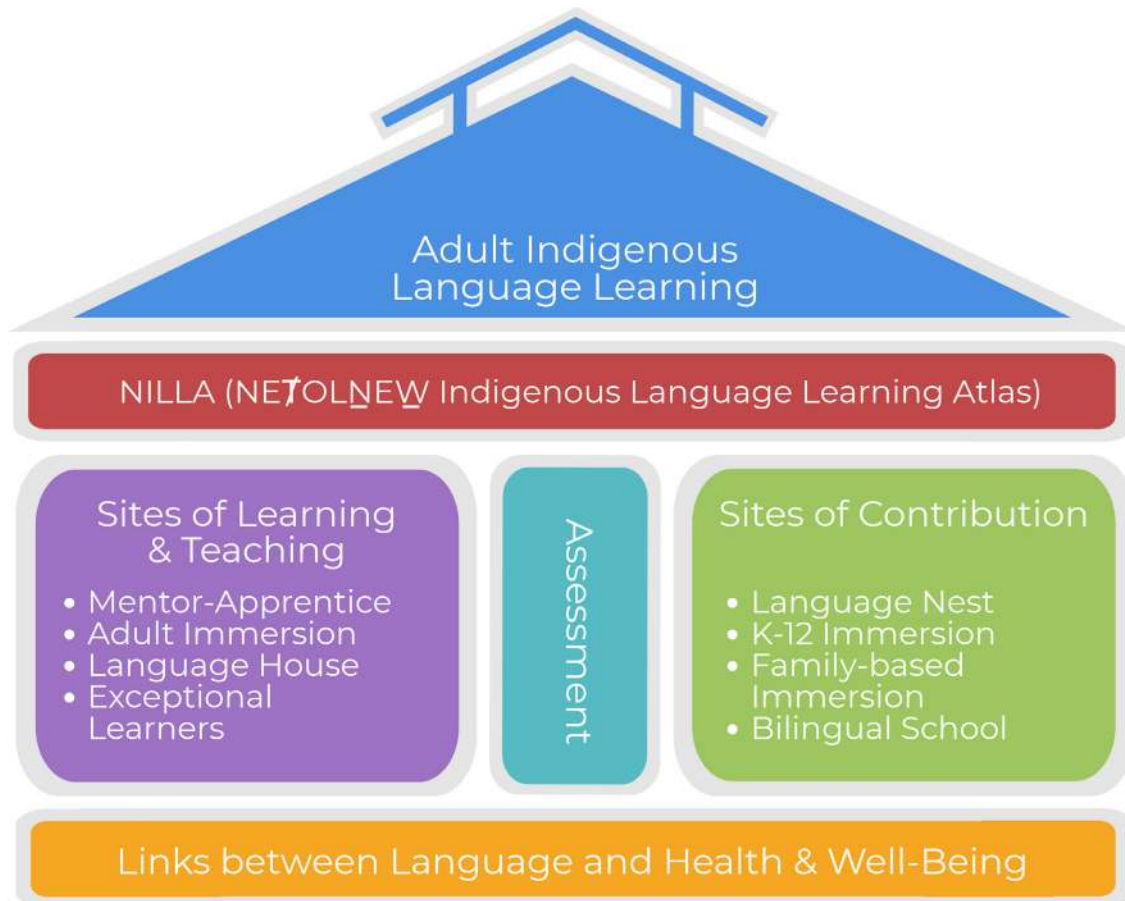 Adult Indigenous
Language Learning
NILLA (NEȾOLṈEW̱ Indigenous Language Learning Atlas)
Sites of Learning
& Teaching
• Mentor-Apprentice
• Adult Immersion
• Language House
• Exceptional
Learners
Assessment
Sites of Contribution
• Language Nest
• K-12 Immersion
• Family-based
Immersion
• Bilingual School
Links between Language and Health & Well-Being